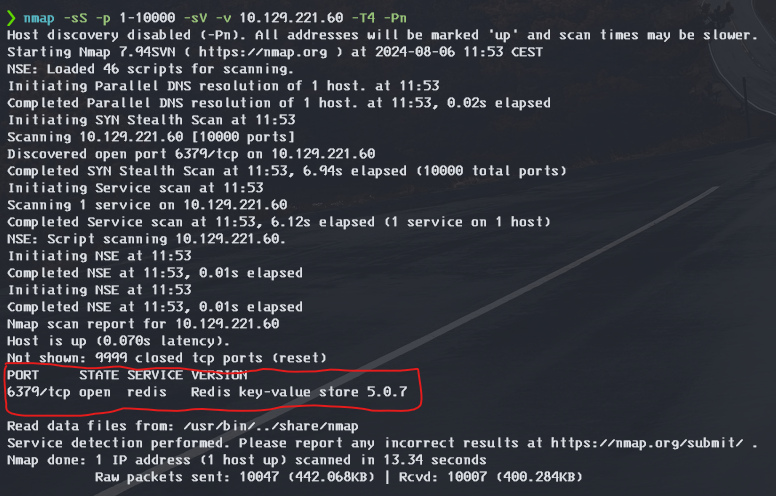 ❯ nmap -sS -p 1-10000 -sV -v 10.129.221.60 -T4 -Pn
Host discovery disabled (-Pn). All addresses will be marked 'up' and scan times may be slower.
Starting Nmap 7.94SVN ( https://nmap.org ) at 2024-08-06 11:53 CEST
NSE: Loaded 46 scripts for scanning.
Initiating Parallel DNS resolution of 1 host. at 11:53
Completed Parallel DNS resolution of 1 host. at 11:53, 0.02s elapsed
Initiating SYN Stealth Scan at 11:53
Scanning 10.129.221.60 [10000 ports]
Discovered open port 6379/tcp on 10.129.221.60
Completed SYN Stealth Scan at 11:53, 6.94s elapsed (10000 total ports)
Initiating Service scan at 11:53
Scanning 1 service on 10.129.221.60
Completed Service scan at 11:53, 6.12s elapsed (1 service on 1 host)
NSE: Script scanning 10.129.221.60.
Initiating NSE at 11:53
Completed NSE at 11:53, 0.01s elapsed
Initiating NSE at 11:53
Completed NSE at 11:53, 0.01s elapsed
Nmap scan report for 10.129.221.60
Host is up (0.070s latency).
Not shown: 9999 closed tcp ports (reset)
PORT     STATE SERVICE VERSION
6379/tcp open  redis   Redis key-value store 5.0.7
Read data files from: /usr/bin/../share/nmap
Service detection performed. Please report any incorrect results at https://nmap.org/submit/ .
Nmap done: 1 IP address (1 host up) scanned in 13.34 seconds
Raw packets sent: 10047 (442.068KB) | Rcvd: 10007 (400.284KB)